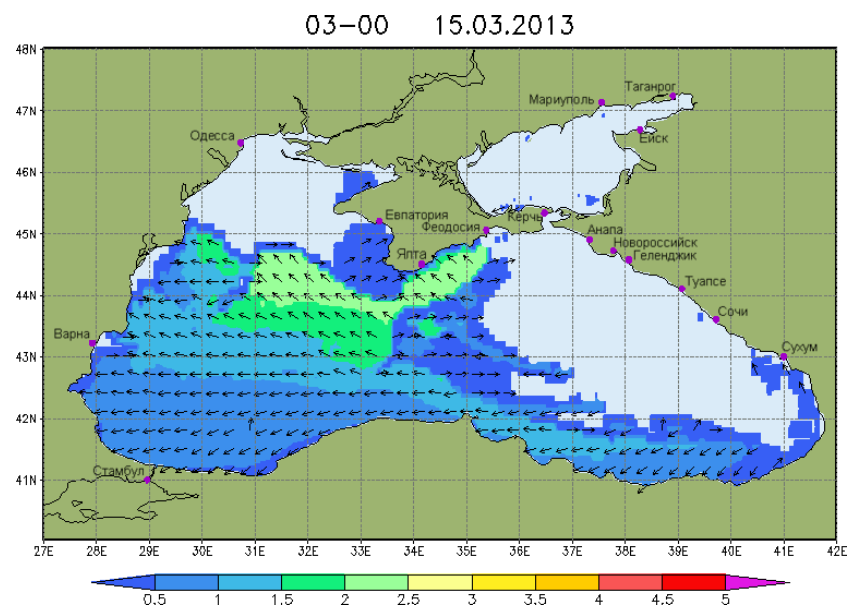 03-00 15.03.2013
48N
47N
46N
45N
44N
43N
42N
41N
Таганрог
Мариуполь
Ейск
Одесса
Евпатория
Феодосия
Керчь
Анапа
Новороссийск
Геленджик
Ялта
Туапсе
Сочи
Варна
Сухум
Стамбул
27E 28E 29E 30E 31E 32E 33E 34E 35E 36E 37E 38E 39E 40E 41E 42E
0.5 1 1.5 2 2.5 3 3.5 4 4.5 5